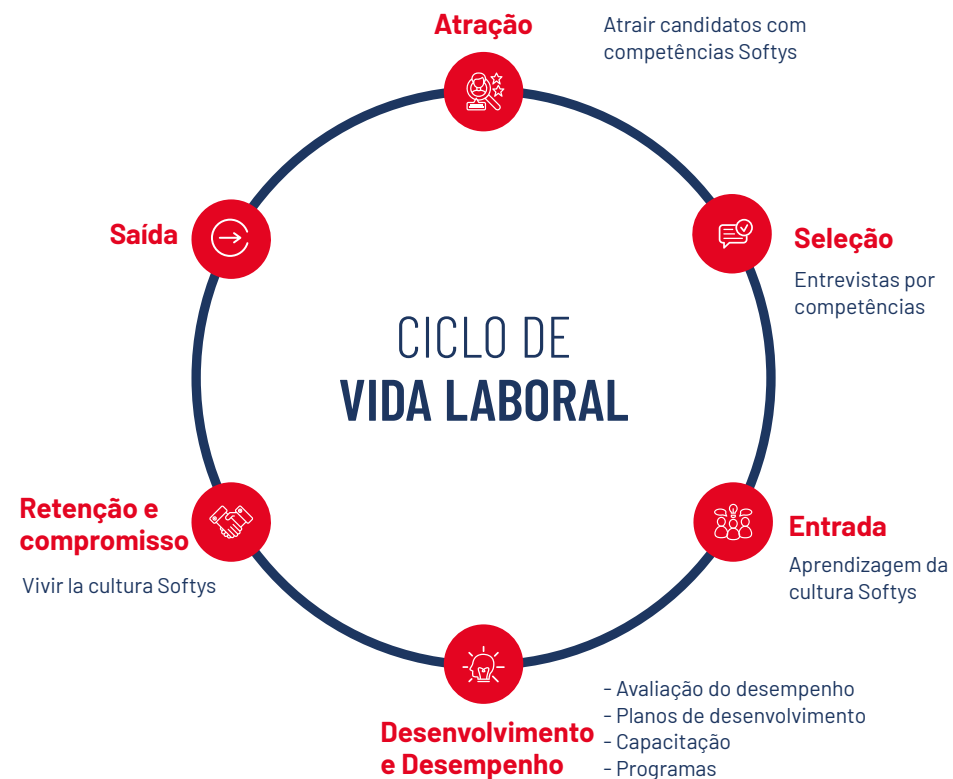 Atração
Atrair candidatos com
competências Softys
Seleção
Entrevistas por
competências
Entrada
Aprendizagem da
cultura Softys
Desenvolvimento
e Desempenho
- Avaliação do desempenho
- Planos de desenvolvimento
- Capacitação
- Programas
Retenção e
compromisso
Vivir la cultura Softys
Saída
CICLO DE
VIDA LABORAL